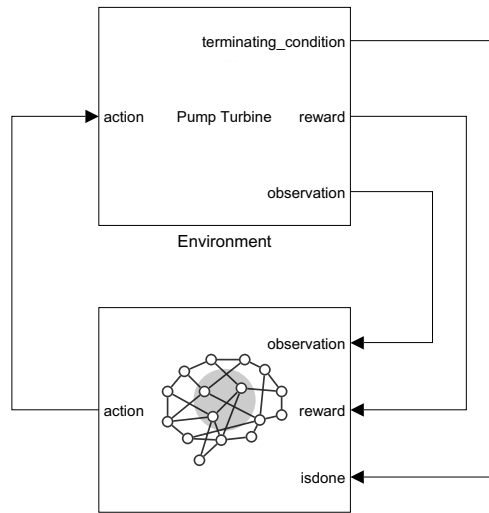 terminating_condition
action
Pump Turbine
reward
observation
Environment
observation
action
reward
isdone